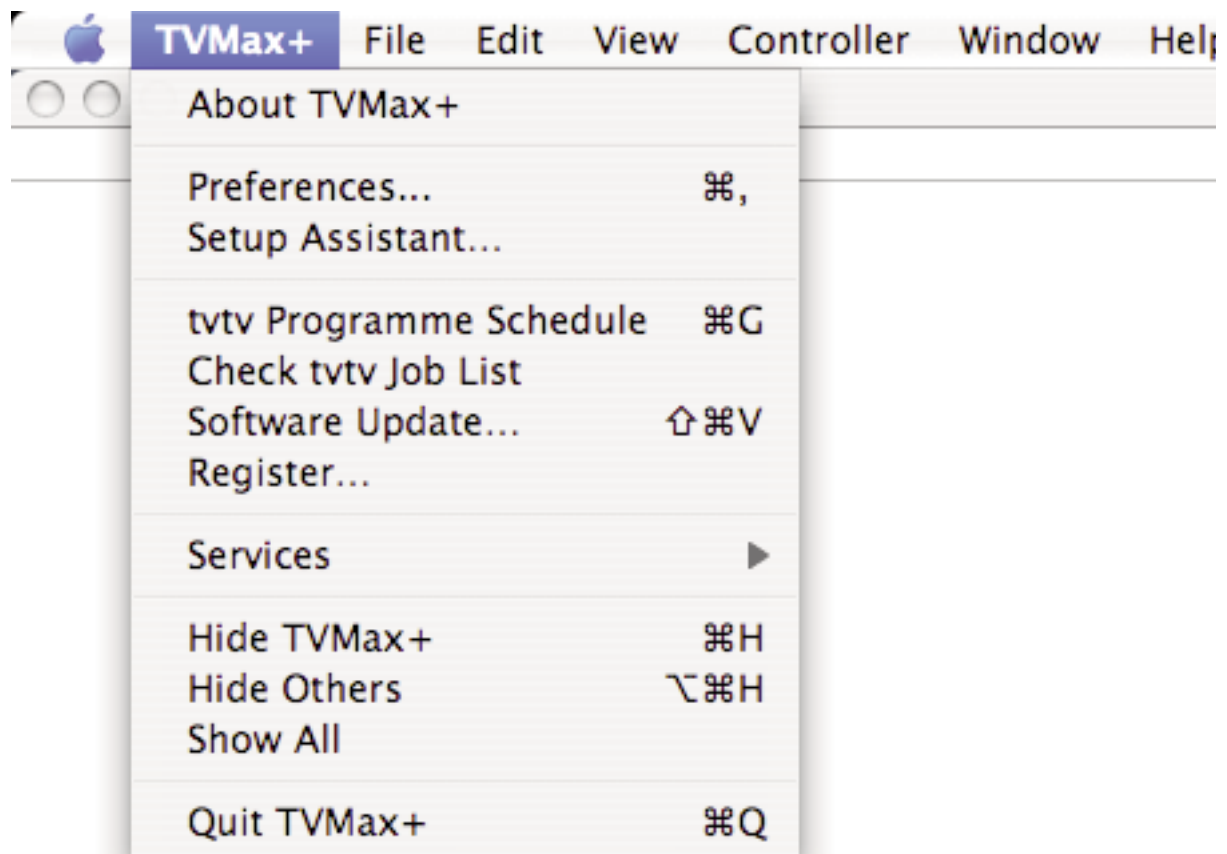 TVMax+ File Edit View Controller Window Help
About TVMax+
Preferences... ⌘,
Setup Assistant...
tvtv Programme Schedule ⌘G
Check tvtv Job List
Software Update... ⇧⌘V
Register...
Services ▶
Hide TVMax+ ⌘H
Hide Others ⌥⌘H
Show All
Quit TVMax+ ⌘Q